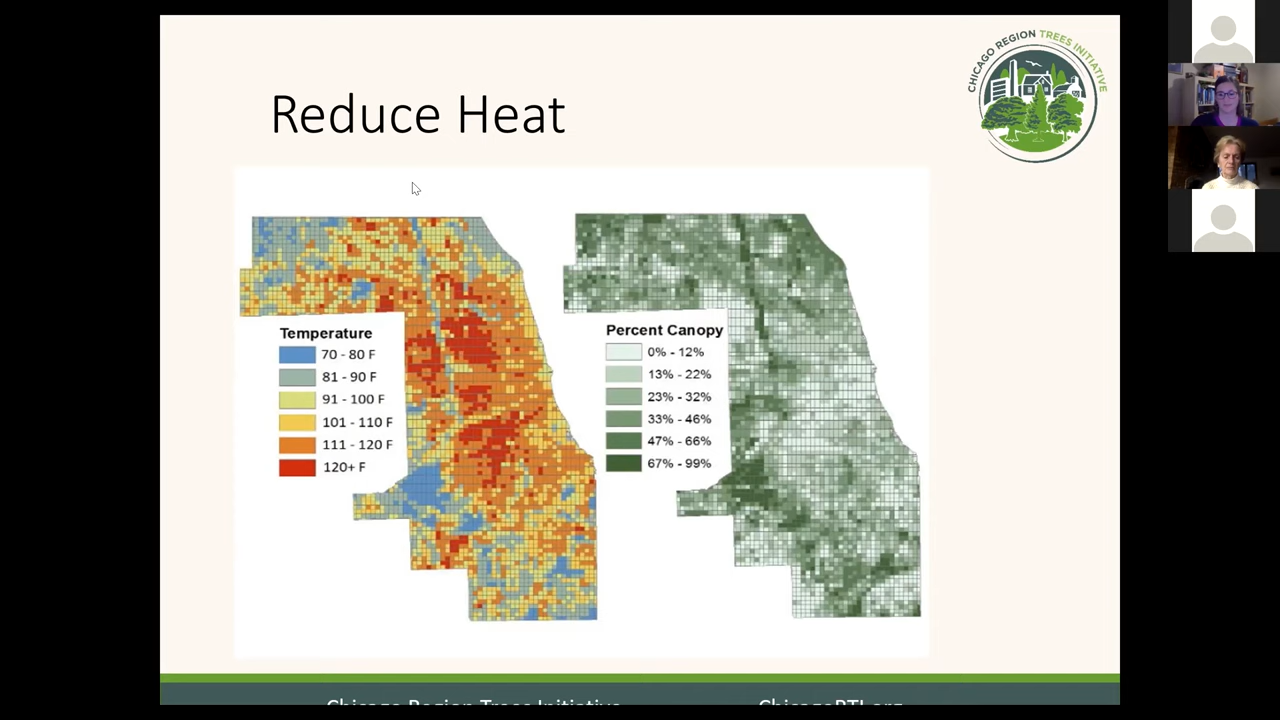 CHICAGO REGION TREES INITIATIVE
Reduce Heat
Temperature
70 - 80 F
81 - 90 F
91 - 100 F
101 - 110 F
111 - 120 F
120+ F
Percent Canopy
0% - 12%
13% - 22%
23% - 32%
33% - 46%
47% - 66%
67% - 99%
Chicago Region Trees Initiative
ChicagoRTI.org